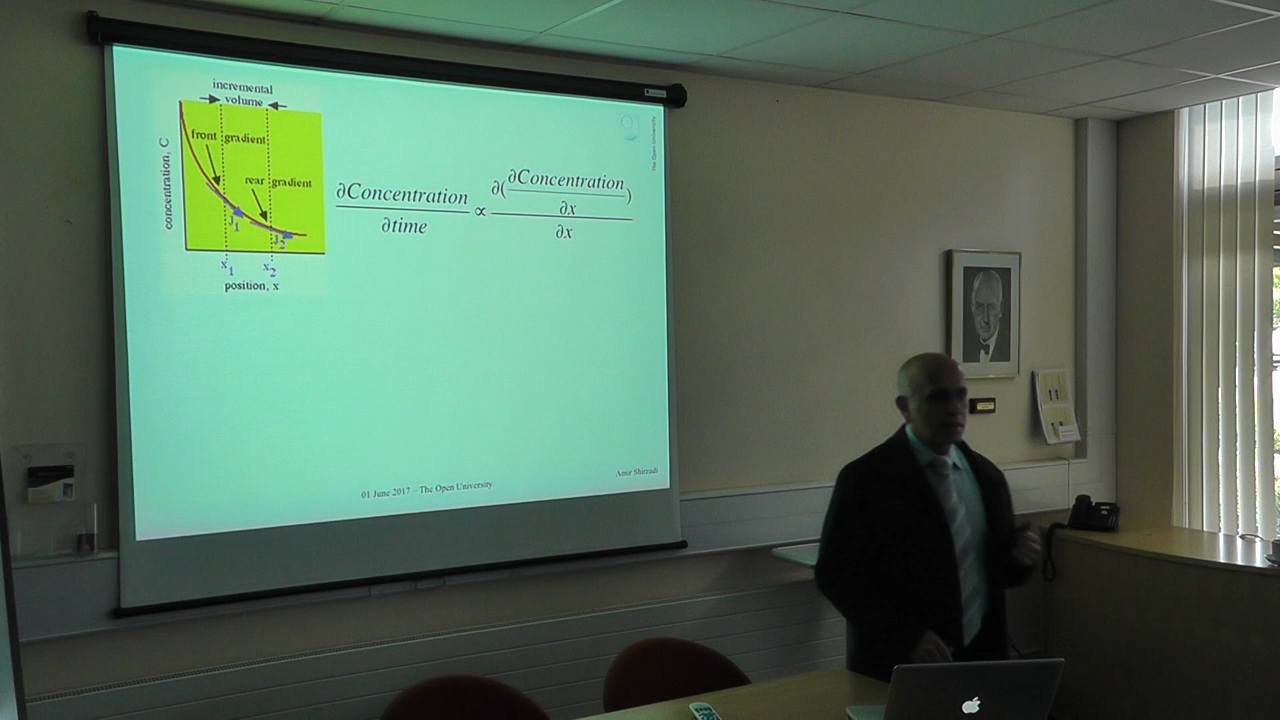 incremental
volume
front gradient
rear gradient
concentration, C
J1
J2
x1
x2
position, x
∂Concentration
∂time
∝
∂(∂Concentration
∂x)
∂x
The Open University
01 June 2017 – The Open University
Amir Shirzadi